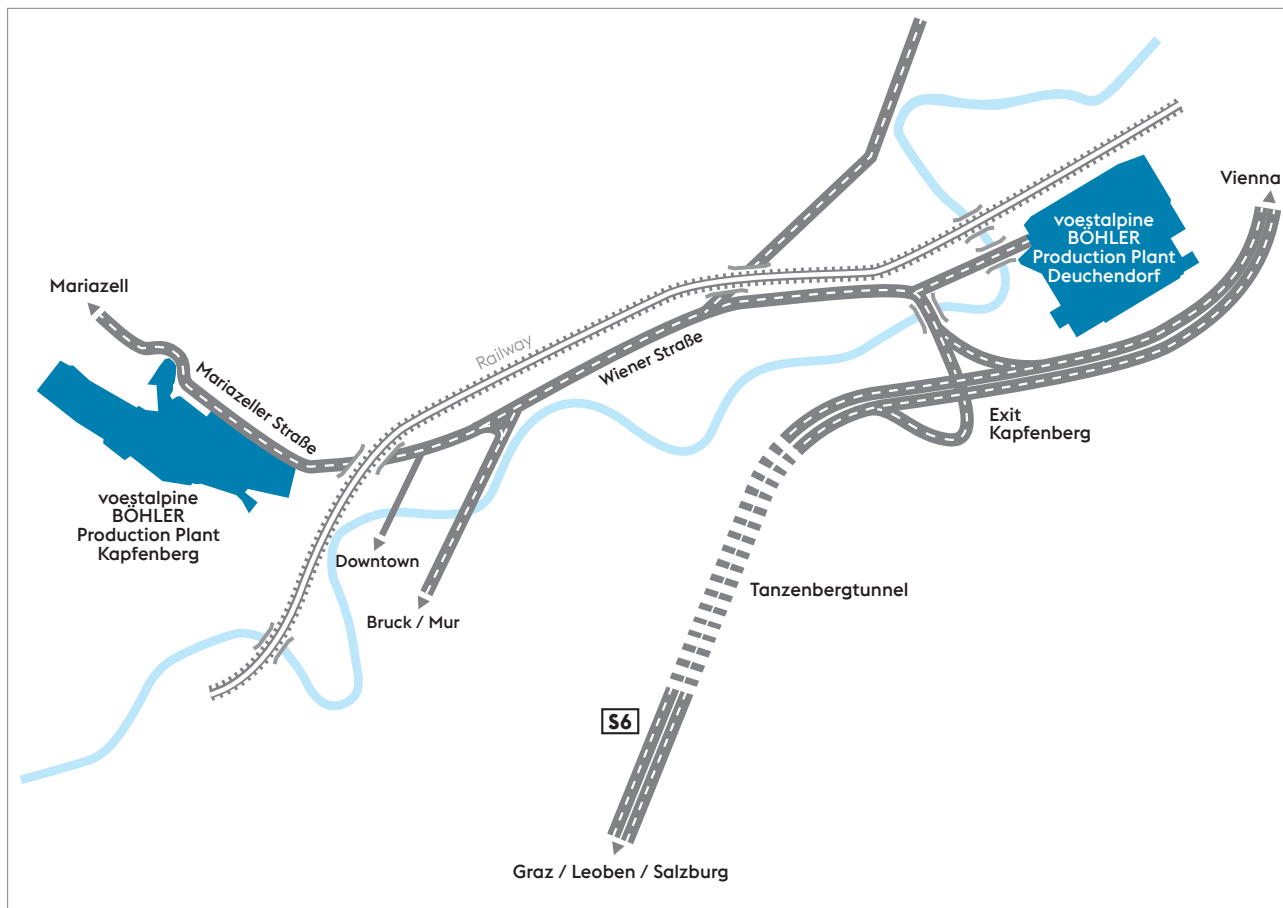 Vienna
voestalpine
BÖHLER
Production Plant
Deuchendorf
Mariazell
Railway
Wiener Straße
Mariazeller Straße
Exit
Kapfenberg
voestalpine
BÖHLER
Production Plant
Kapfenberg
Downtown
Tanzenbergtunnel
Bruck / Mur
S6
Graz / Leoben / Salzburg